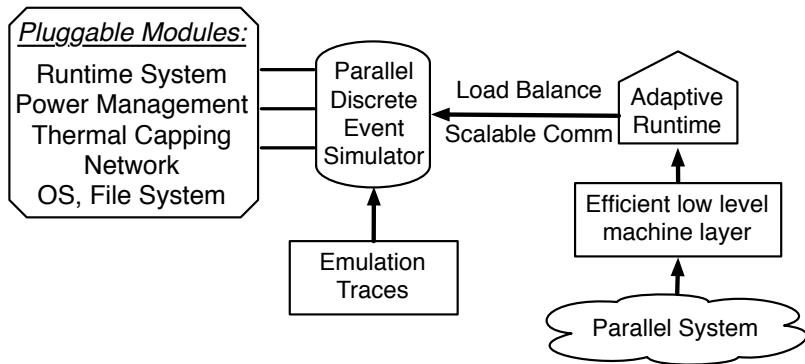 Pluggable Modules:
Runtime System
Power Management
Thermal Capping
Network
OS, File System
Parallel
Discrete
Event
Simulator
Load Balance
Scalable Comm
Adaptive
Runtime
Efficient low level
machine layer
Emulation
Traces
Parallel System